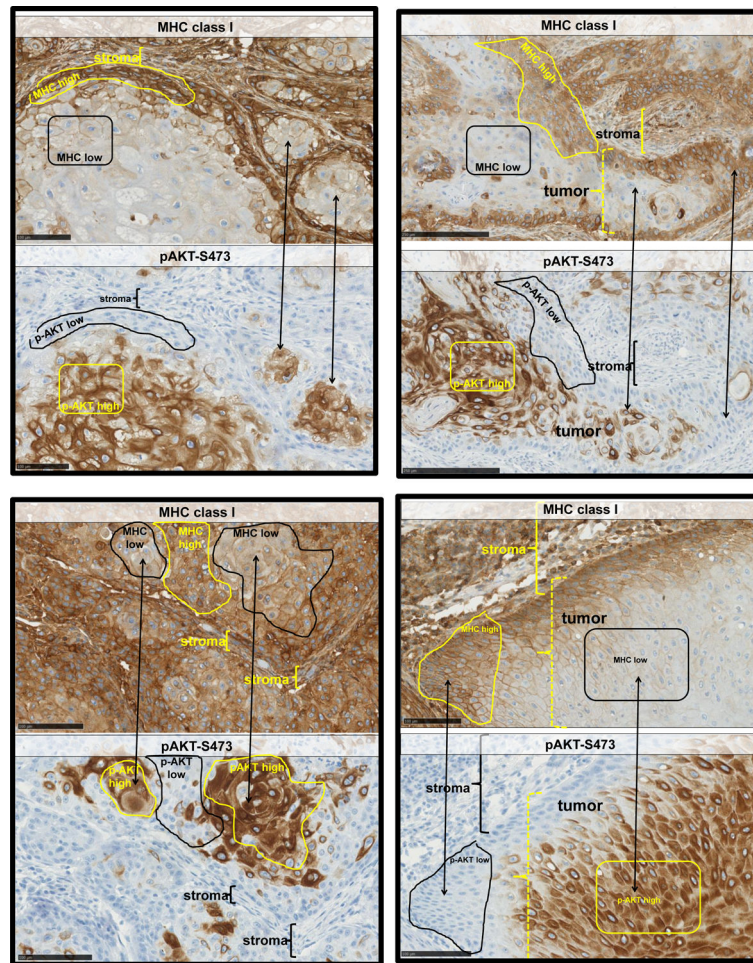 MHC class I
stroma
MHC high
MHC low
pAKT-S473
stroma
p-AKT low
p-AKT high
MHC class I
MHC high
stroma
MHC low
tumor
pAKT-S473
p-AKT low
stroma
p-AKT high
tumor
MHC class I
MHC
low
MHC
high
MHC low
stroma
stroma
pAKT-S473
p-AKT
high
p-AKT
low
pAKT high
stroma
stroma
MHC class I
stroma
tumor
MHC high
MHC low
pAKT-S473
stroma
tumor
p-AKT low
p-AKT high